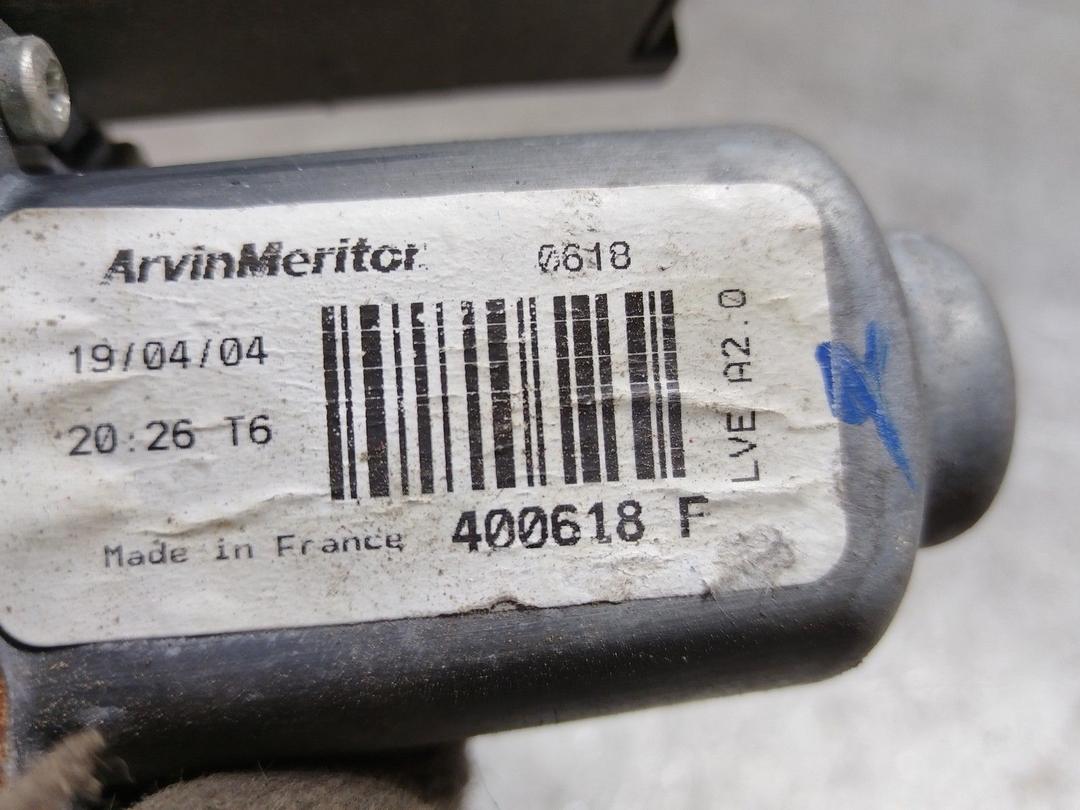 ArvinMeritor 0618
19/04/04
20:26 T6
LVE A2.0
Made in France 400618 F